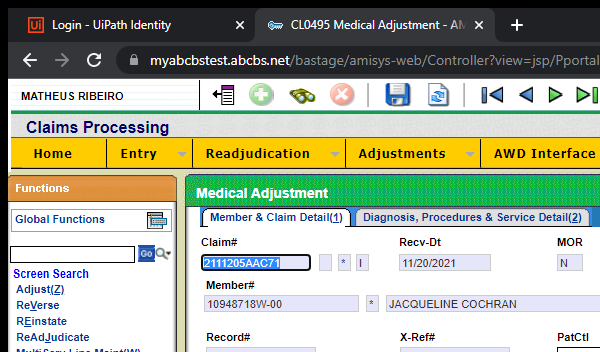 Login - UiPath Identity
CL0495 Medical Adjustment - AM
myabcbstest.abcbs.net/bastage/amisys-web/Controller?view=jsp/Pportal
MATHEUS RIBEIRO
Claims Processing
Home Entry Readjudication Adjustments AWD Interface
Functions
Global Functions
Go
Screen Search
Adjust(Z)
ReVerse
REinstate
ReAdJudicate
MultiServ Line Maint(W)
Medical Adjustment
Member & Claim Detail(1) Diagnosis, Procedures & Service Detail(2)
Claim# Recv-Dt MOR
2111205AAC71 * I 11/20/2021 N
Member#
10948718W-00 * JACQUELINE COCHRAN
Record# X-Ref# PatCtl